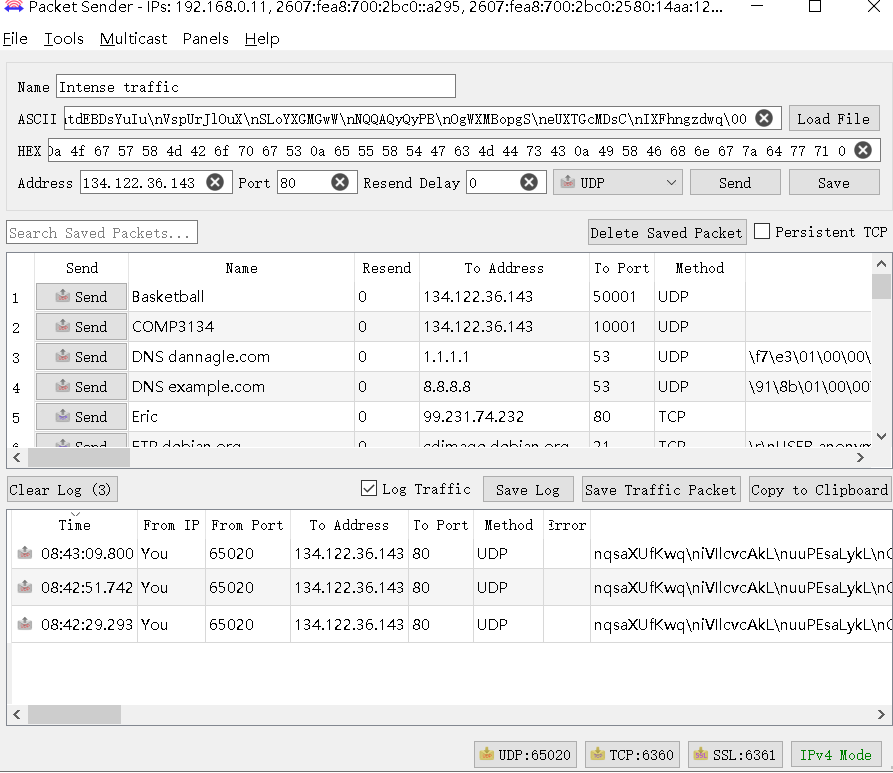 Packet Sender - IPs: 192.168.0.11, 2607:fea8:700:2bc0::a295, 2607:fea8:700:2bc0:2580:14aa:12...
File Tools Multicast Panels Help
Name Intense traffic
ASCII tdEBDsYuIu\nVspUrJlOuX\nSLoYXGMGwW\nNQQAQyQyPB\nOgWXMBopgS\neUXTGcMDsC\nIXFhngzdwq\00 Load File
HEX 0a 4f 67 57 58 4d 42 6f 70 67 53 0a 65 55 58 54 47 63 4d 44 73 43 0a 49 58 46 68 6e 67 7a 64 77 71 0
Address 134.122.36.143 Port 80 Resend Delay 0 UDP Send Save
Search Saved Packets... Delete Saved Packet Persistent TCP
Send Name Resend To Address To Port Method
1 Send Basketball 0 134.122.36.143 50001 UDP
2 Send COMP3134 0 134.122.36.143 10001 UDP
3 Send DNS dannagle.com 0 1.1.1.1 53 UDP \f7\e3\01\00\00\
4 Send DNS example.com 0 8.8.8.8 53 UDP \91\8b\01\00\00\
5 Send Eric 0 99.231.74.232 80 TCP
6 Send FTP debian.org 0 cdimage.debian.org 21 TCP \r\nUSER anonym
Clear Log (3) Log Traffic Save Log Save Traffic Packet Copy to Clipboard
Time From IP From Port To Address To Port Method Error
08:43:09.800 You 65020 134.122.36.143 80 UDP nqsaXUfKwq\niVIlcvcAkL\nuuPEsaLykL\n
08:42:51.742 You 65020 134.122.36.143 80 UDP nqsaXUfKwq\niVIlcvcAkL\nuuPEsaLykL\n
08:42:29.293 You 65020 134.122.36.143 80 UDP nqsaXUfKwq\niVIlcvcAkL\nuuPEsaLykL\n
UDP:65020 TCP:6360 SSL:6361 IPv4 Mode